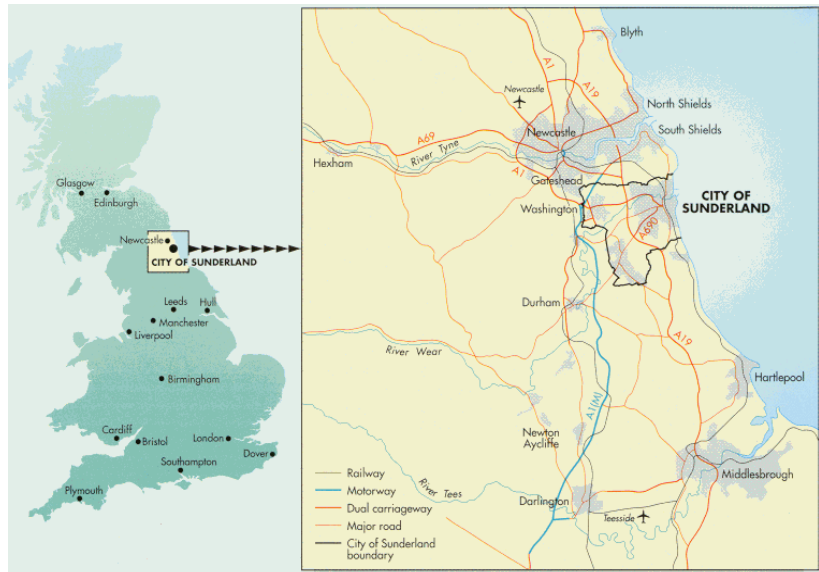 Glasgow
Edinburgh
Newcastle
CITY OF SUNDERLAND
Leeds
Hull
Manchester
Liverpool
Birmingham
Cardiff
Bristol
London
Dover
Southampton
Plymouth
Blyth
A1
A19
Newcastle
North Shields
Newcastle
South Shields
A69
River Tyne
Hexham
A1
Gateshead
Washington
CITY OF
SUNDERLAND
A690
Durham
A19
River Wear
Hartlepool
A1(M)
Newton
Aycliffe
Middlesbrough
River Tees
Darlington
Teesside
Railway
Motorway
Dual carriageway
Major road
City of Sunderland
boundary